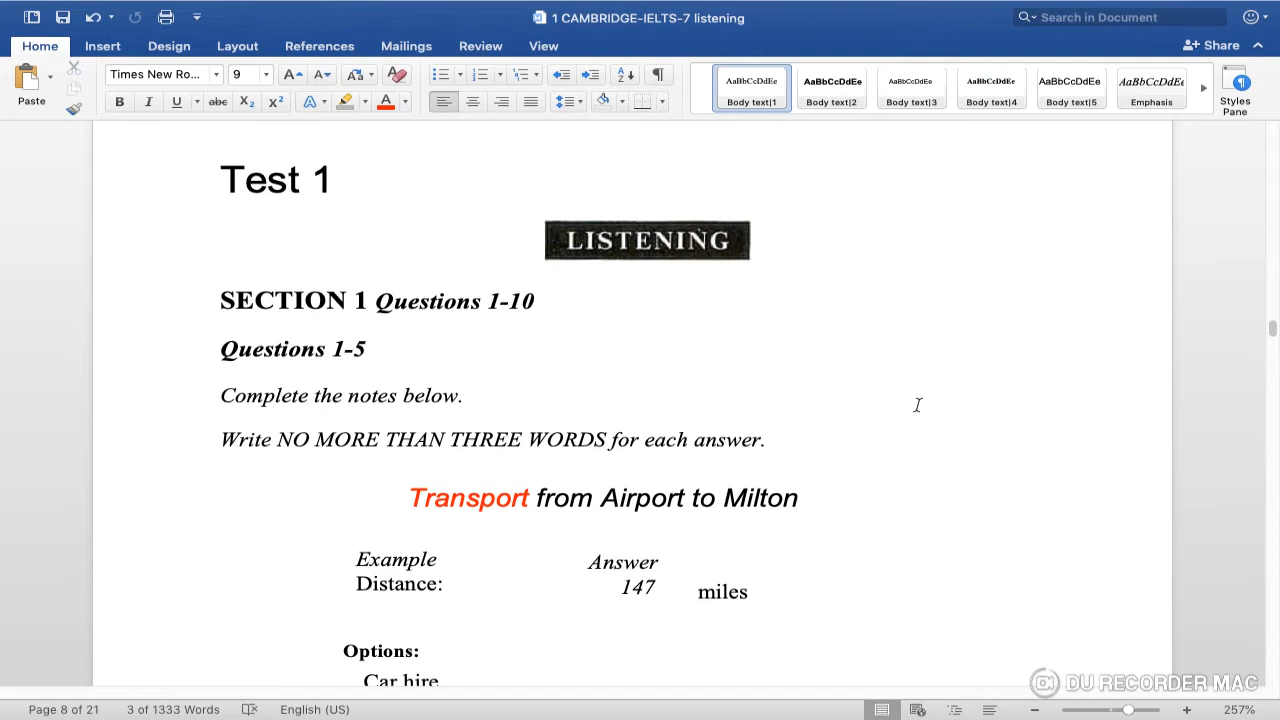 1 CAMBRIDGE-IELTS-7 listening
Search in Document
Home Insert Design Layout References Mailings Review View
Share
Times New Ro... 9
Paste
B I U abc X₂ X² A A
AaBbCcDdEe AaBbCcDdEe AaBbCcDdEe AaBbCcDdEe AaBbCcDdEe AaBbCcDdEe
Body text|1 Body text|2 Body text|3 Body text|4 Body text|5 Emphasis
Styles
Pane
Test 1
LISTENING
SECTION 1 Questions 1-10
Questions 1-5
Complete the notes below.
Write NO MORE THAN THREE WORDS for each answer.
Transport from Airport to Milton
Example Answer
Distance: 147 miles
Options:
Car hire
DU RECORDER MAC
Page 8 of 21 3 of 1333 Words English (US) 257%